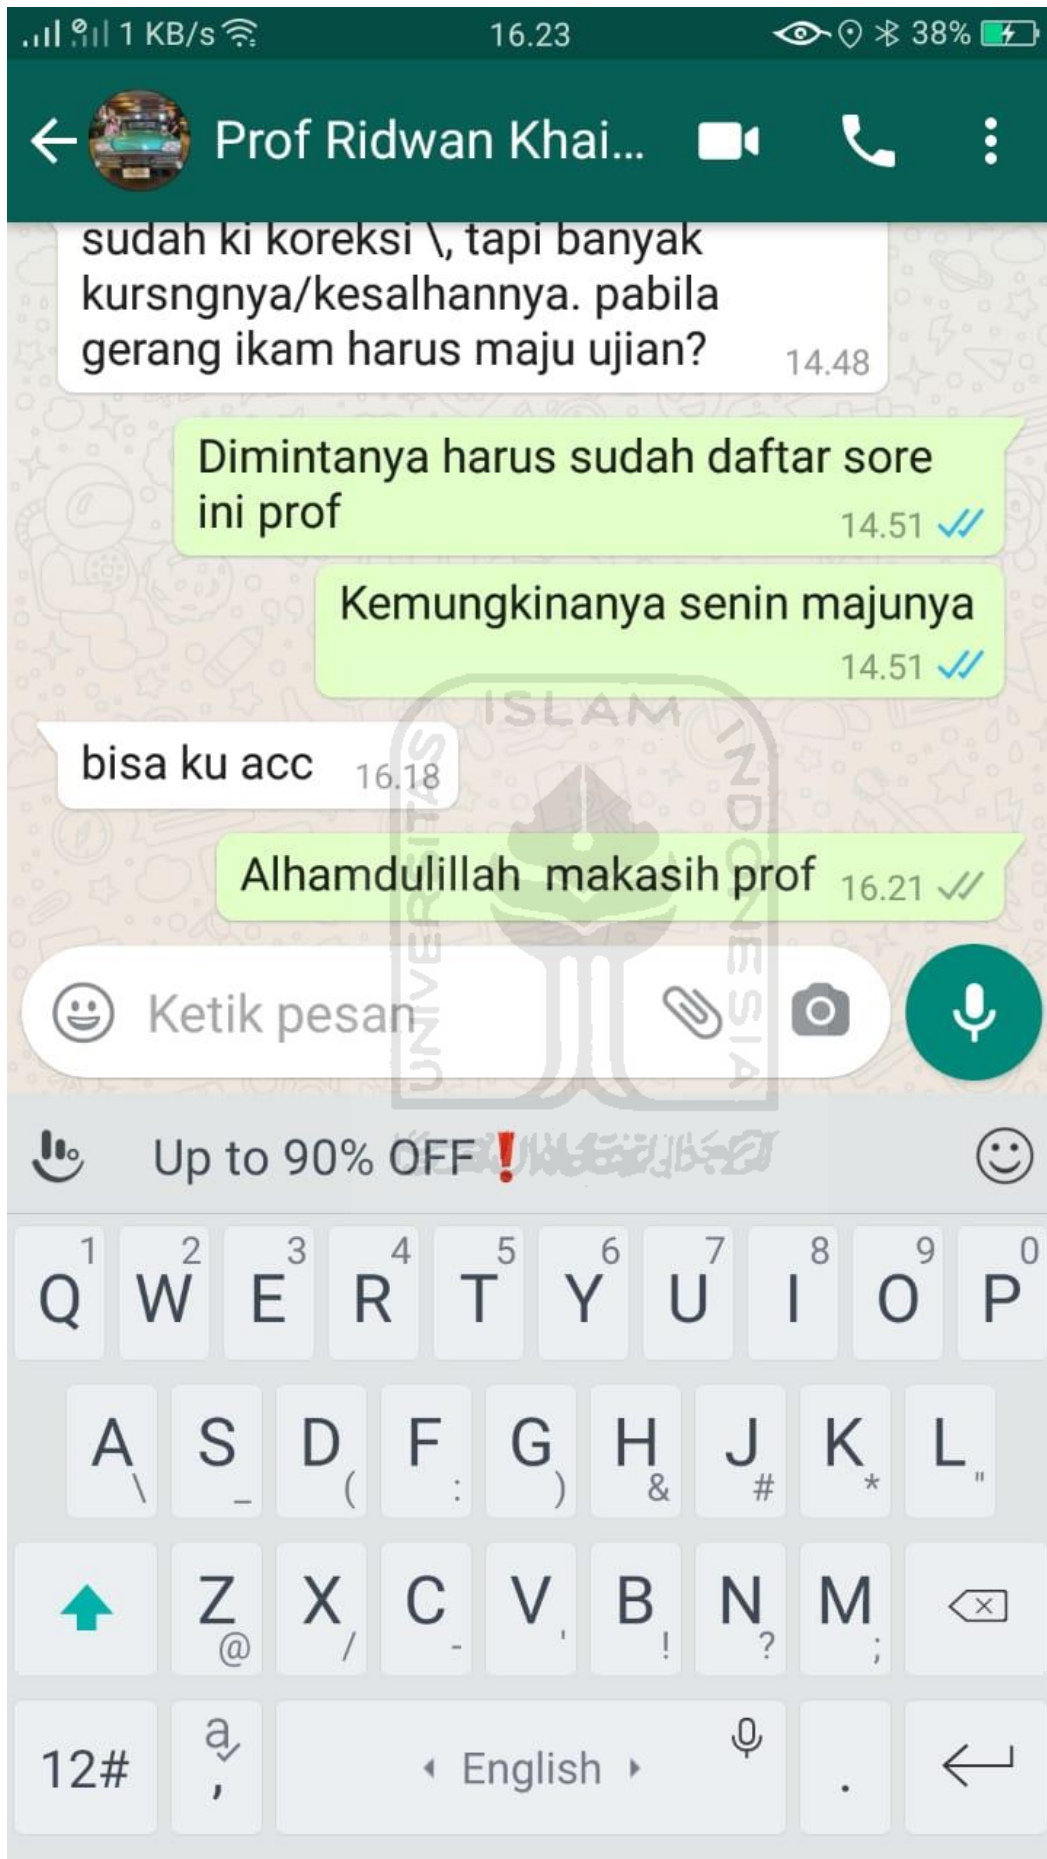 1 KB/s 16.23 38%
Prof Ridwan Khai...
sudah ki koreksi \, tapi banyak
kursngnya/kesalhannya. pabila
gerang ikam harus maju ujian? 14.48
Dimintanya harus sudah daftar sore
ini prof 14.51
Kemungkinanya senin majunya
14.51
bisa ku acc 16.18
Alhamdulillah makasih prof 16.21
Ketik pesan
UNIVERSITAS ISLAM INDONESIA
Up to 90% OFF❗
1 2 3 4 5 6 7 8 9 0
Q W E R T Y U I O P
A S D F G H J K L
\ _ ( : ) & # * "
Z X C V B N M
@ / - ' ! ? ;
12# a , English .